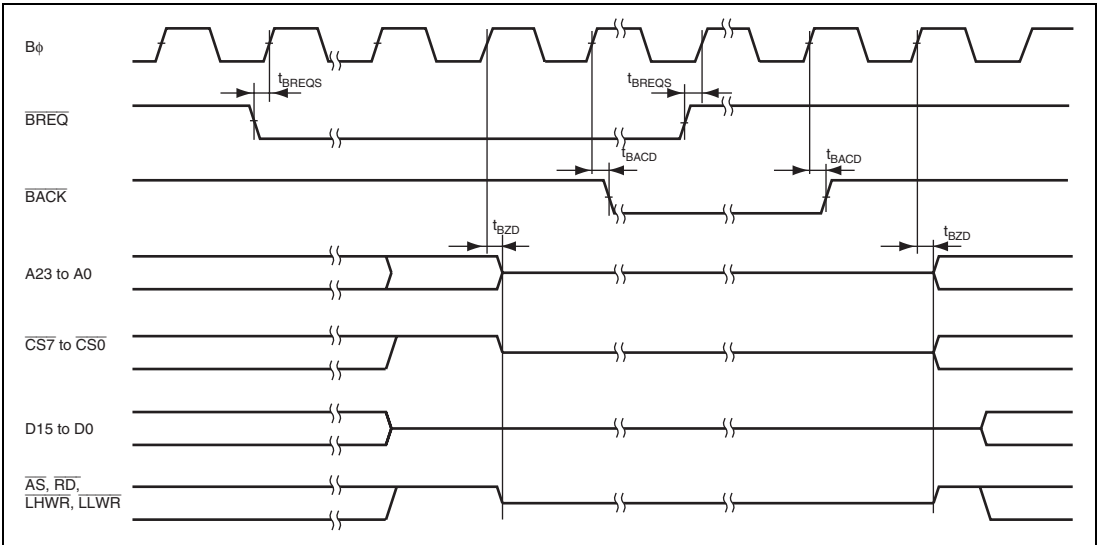 Bφ
tBREQS
tBREQS
BREQ
tBACD
tBACD
BACK
tBZD
tBZD
A23 to A0
CS7 to CS0
D15 to D0
AS, RD,
LHWR, LLWR